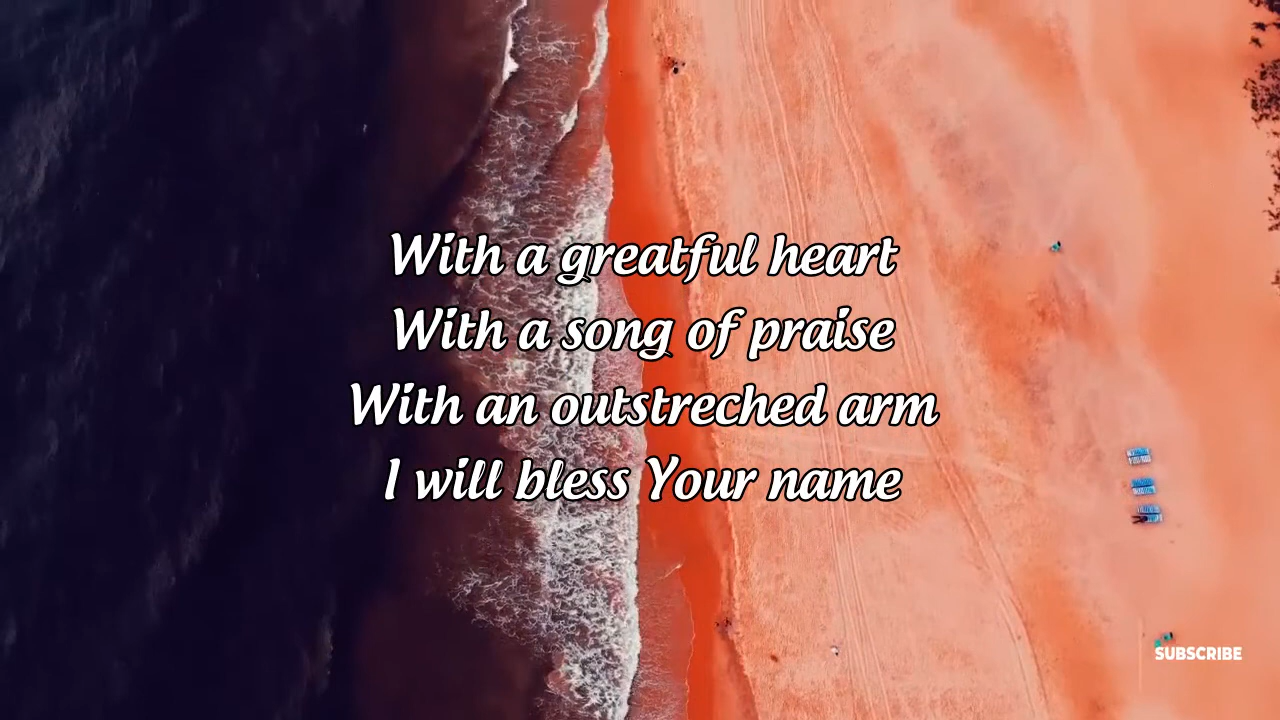 With a greatful heart
With a song of praise
With an outstreched arm
I will bless Your name
SUBSCRIBE